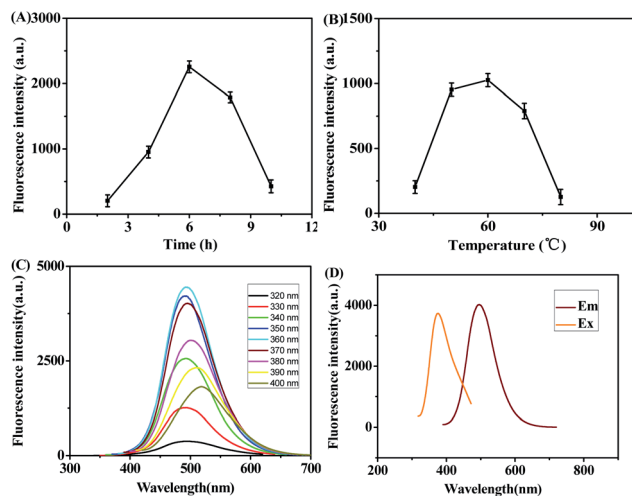 (A)
3000
2000
1000
0
Fluorescence intensity (a.u.)
0 3 6 9 12
Time (h)
(B)
1500
1000
500
0
Fluorescence intensity (a.u.)
30 60 90
Temperature (℃)
(C)
5000
2500
0
Fluorescence intensity(a.u.)
320 nm
330 nm
340 nm
350 nm
360 nm
370 nm
380 nm
390 nm
400 nm
300 400 500 600 700
Wavelength(nm)
(D)
4000
2000
0
Fluorescence intensity(a.u.)
Em
Ex
200 400 600 800
Wavelength(nm)